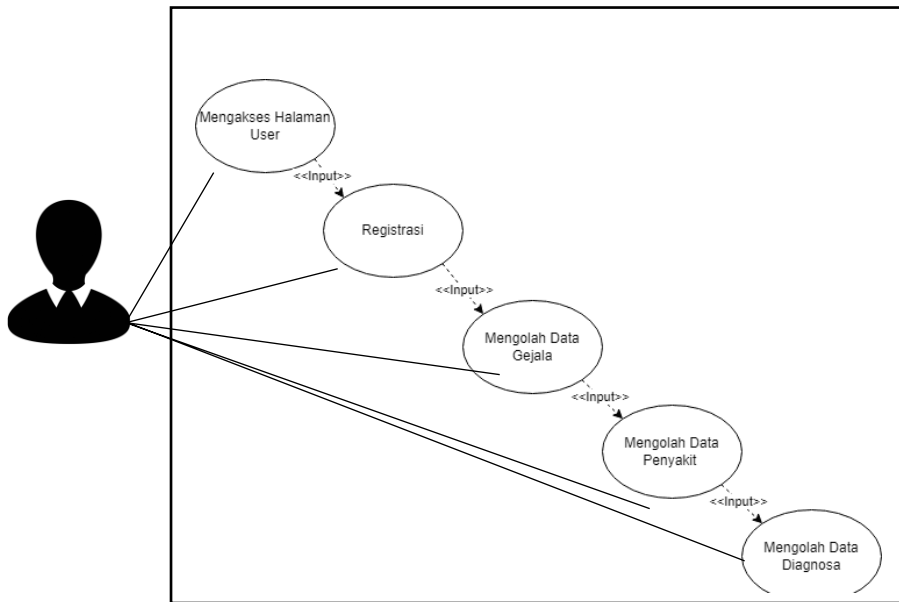 Mengakses Halaman
User
<<Input>>
Registrasi
<<Input>>
Mengolah Data
Gejala
<<Input>>
Mengolah Data
Penyakit
<<Input>>
Mengolah Data
Diagnosa